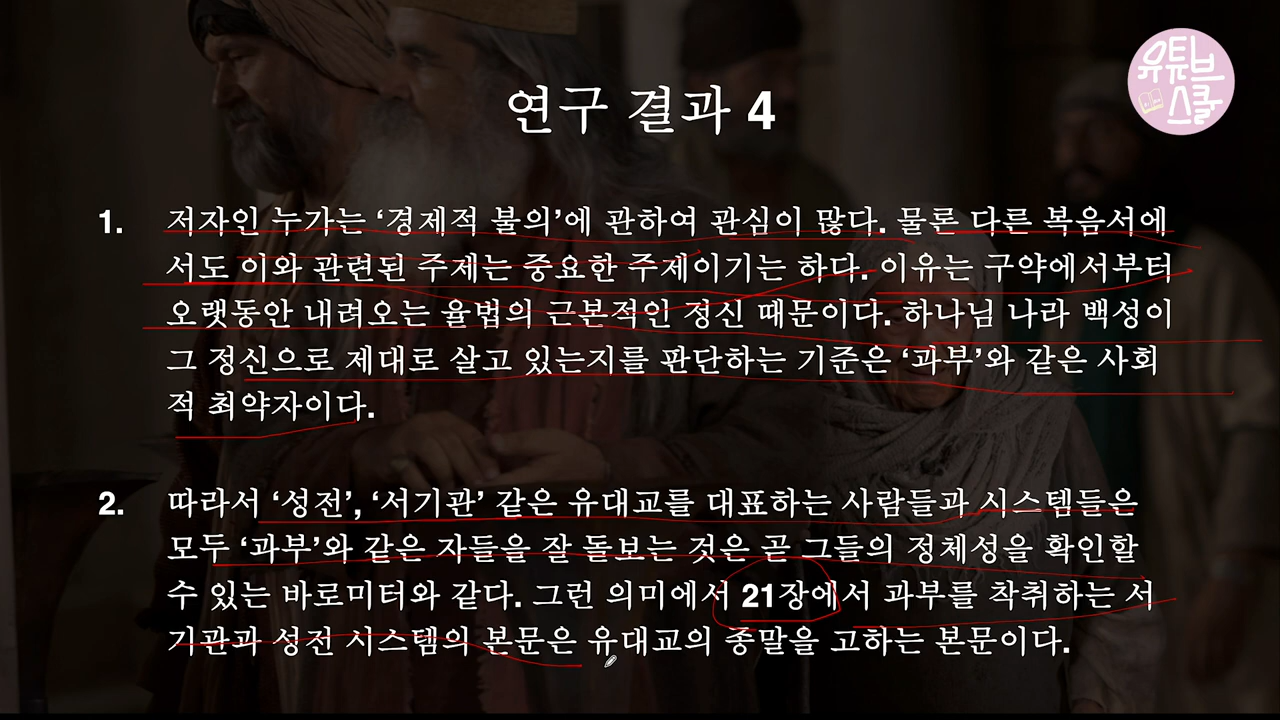 유튜브
스쿨
연구 결과 4
1. 저자인 누가는 ‘경제적 불의’에 관하여 관심이 많다. 물론 다른 복음서에
서도 이와 관련된 주제는 중요한 주제이기는 하다. 이유는 구약에서부터
오랫동안 내려오는 율법의 근본적인 정신 때문이다. 하나님 나라 백성이
그 정신으로 제대로 살고 있는지를 판단하는 기준은 ‘과부’와 같은 사회
적 최약자이다.
2. 따라서 ‘성전’, ‘서기관’ 같은 유대교를 대표하는 사람들과 시스템들은
모두 ‘과부’와 같은 자들을 잘 돌보는 것은 곧 그들의 정체성을 확인할
수 있는 바로미터와 같다. 그런 의미에서 21장에서 과부를 착취하는 서
기관과 성전 시스템의 본문은 유대교의 종말을 고하는 본문이다.